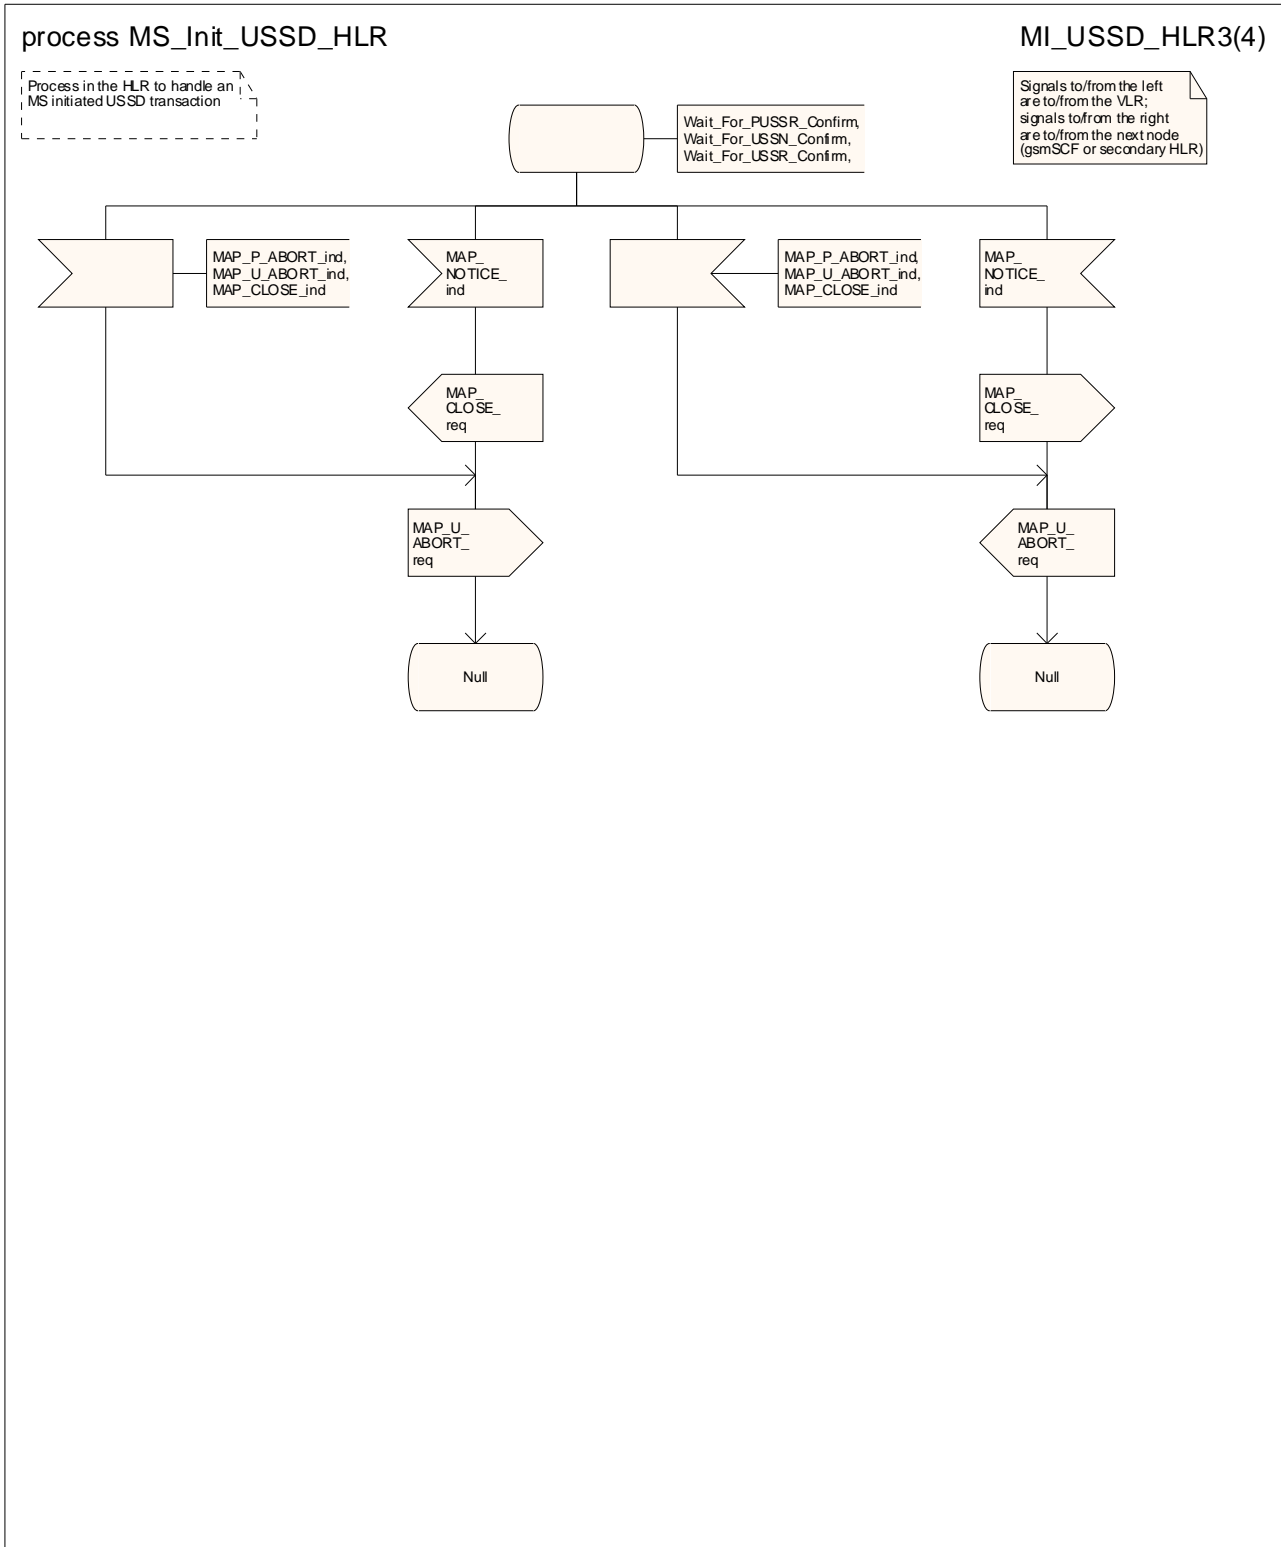 process MS_Init_USSD_HLR
MI_USSD_HLR3(4)
Process in the HLR to handle an
MS initiated USSD transaction
Signals to/from the left
are to/from the VLR;
signals to/from the right
are to/from the next node
(gsmSCF or secondary HLR)
Wait_For_PUSSR_Confirm,
Wait_For_USSN_Confirm,
Wait_For_USSR_Confirm,
MAP_P_ABORT_ind,
MAP_U_ABORT_ind,
MAP_CLOSE_ind
MAP_
NOTICE_
ind
MAP_P_ABORT_ind,
MAP_U_ABORT_ind,
MAP_CLOSE_ind
MAP_
NOTICE_
ind
MAP_
CLOSE_
req
MAP_
CLOSE_
req
MAP_U_
ABORT_
req
MAP_U_
ABORT_
req
Null
Null